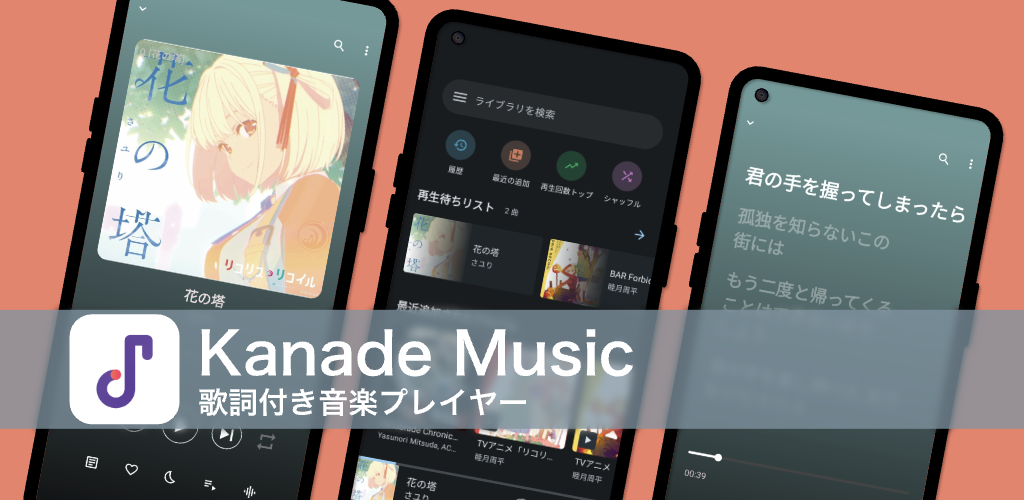 花の塔
さユり
リコリス・リコイル
花の塔
ライブラリを検索
履歴
最近の追加
再生回数トップ
シャッフル
再生待ちリスト
2 曲
花の塔
さユり
BAR Forbid
睦月周平
君の手を握ってしまったら
孤独を知らないこの
街には
もう二度と帰ってくる
Kanade Music
歌詞付き音楽プレイヤー
Chronic...
Yasunori Mitsuda, AC...
TVアニメ「リコリ...
睦月周平
TVアニメ
睦月周平
00:39
花の塔
さユり